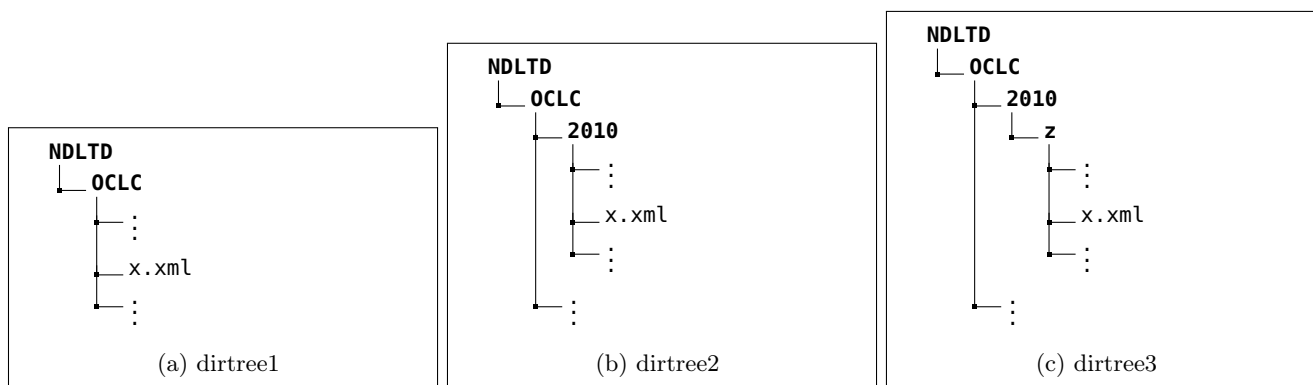 NDLTD
OCLC
⋮
x.xml
⋮
(a) dirtree1
NDLTD
OCLC
2010
⋮
x.xml
⋮
⋮
(b) dirtree2
NDLTD
OCLC
2010
z
⋮
x.xml
⋮
⋮
(c) dirtree3